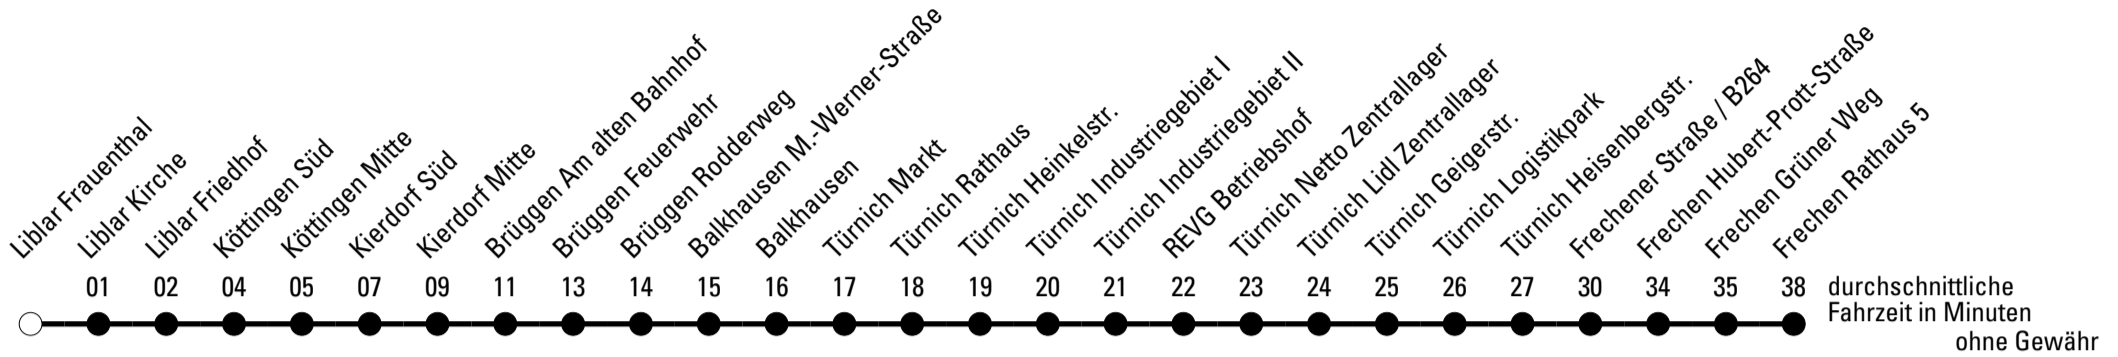 Liblar Frauenthal
Liblar Kirche
Liblar Friedhof
Köttingen Süd
Köttingen Mitte
Kierdorf Süd
Kierdorf Mitte
Brüggen Am alten Bahnhof
Brüggen Feuerwehr
Brüggen Rodderweg
Balkhausen M.-Werner-Straße
Balkhausen
Türnich Markt
Türnich Rathaus
Türnich Heinkelstr.
Türnich Industriegebiet I
Türnich Industriegebiet II
REVG Betriebshof
Türnich Netto Zentrallager
Türnich Lidl Zentrallager
Türnich Geigerstr.
Türnich Logistikpark
Türnich Heisenbergstr.
Frechener Straße / B264
Frechen Hubert-Prott-Straße
Frechen Grüner Weg
Frechen Rathaus 5
01 02 04 05 07 09 11 13 14 15 16 17 18 19 20 21 22 23 24 25 26 27 30 34 35 38 durchschnittliche
Fahrzeit in Minuten
ohne Gewähr